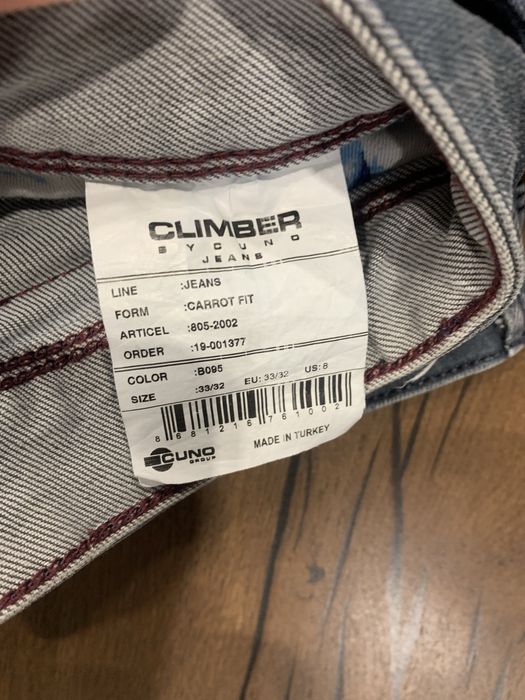 CLIMBER
BY CUNO
JEANS
LINE :JEANS
FORM :CARROT FIT
ARTICEL :805-2002
ORDER :19-001377
COLOR :B095
SIZE :33/32 EU: 33/32 US: 8
8681216761002
CUNO
GROUP
MADE IN TURKEY